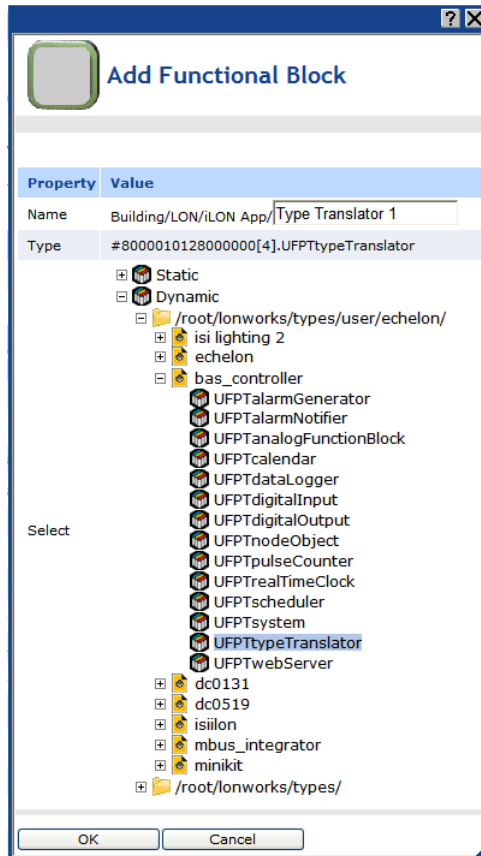 Add Functional Block
Property Value
Name Building/LON/iLON App/ Type Translator 1
Type #8000010128000000[4].UFPTtypeTranslator
Static
Dynamic
/root/lonworks/types/user/echelon/
isi lighting 2
echelon
bas_controller
UFPTalarmGenerator
UFPTalarmNotifier
UFPTanalogFunctionBlock
UFPTcalendar
UFPTdataLogger
UFPTdigitalInput
UFPTdigitalOutput
Select
UFPTnodeObject
UFPTpulseCounter
UFPTrealTimeClock
UFPTscheduler
UFPTsystem
UFPTtypeTranslator
UFPTwebServer
dc0131
dc0519
isiilon
mbus_integrator
minikit
/root/lonworks/types/
OK Cancel